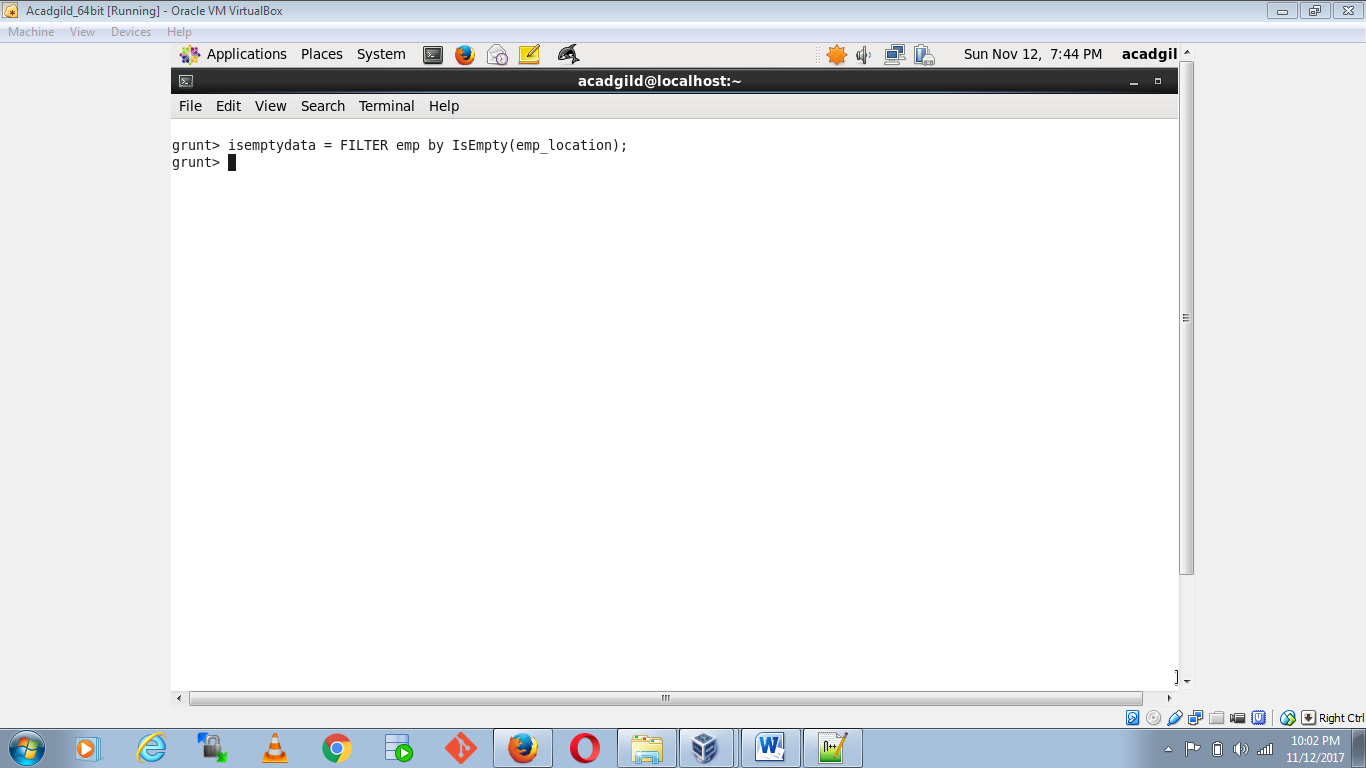 Acadgild_64bit [Running] - Oracle VM VirtualBox
Machine View Devices Help
Applications Places System Sun Nov 12, 7:44 PM acadgil
acadgild@localhost:~
File Edit View Search Terminal Help
grunt> isemptydata = FILTER emp by IsEmpty(emp_location);
grunt>
Right Ctrl
10:02 PM
11/12/2017